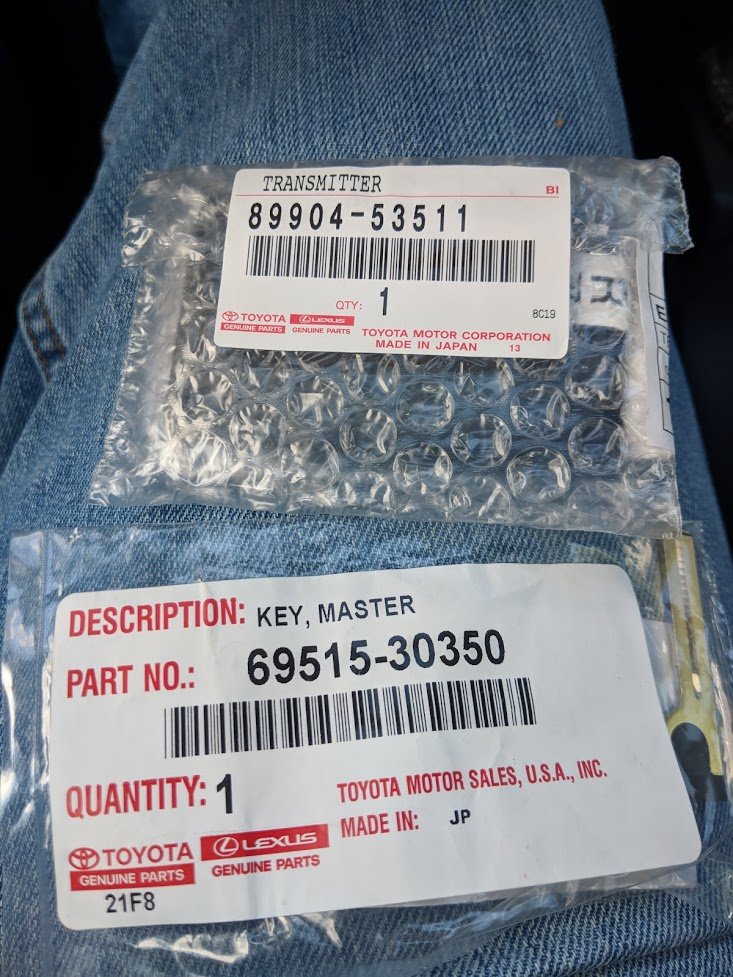 TRANSMITTER
BI
89904-53511
QTY: 1
8C19
TOYOTA LEXUS
GENUINE PARTS GENUINE PARTS
TOYOTA MOTOR CORPORATION
MADE IN JAPAN 13
DESCRIPTION: KEY, MASTER
PART NO.: 69515-30350
QUANTITY: 1
TOYOTA MOTOR SALES, U.S.A., INC.
MADE IN: JP
TOYOTA LEXUS
GENUINE PARTS GENUINE PARTS
21F8